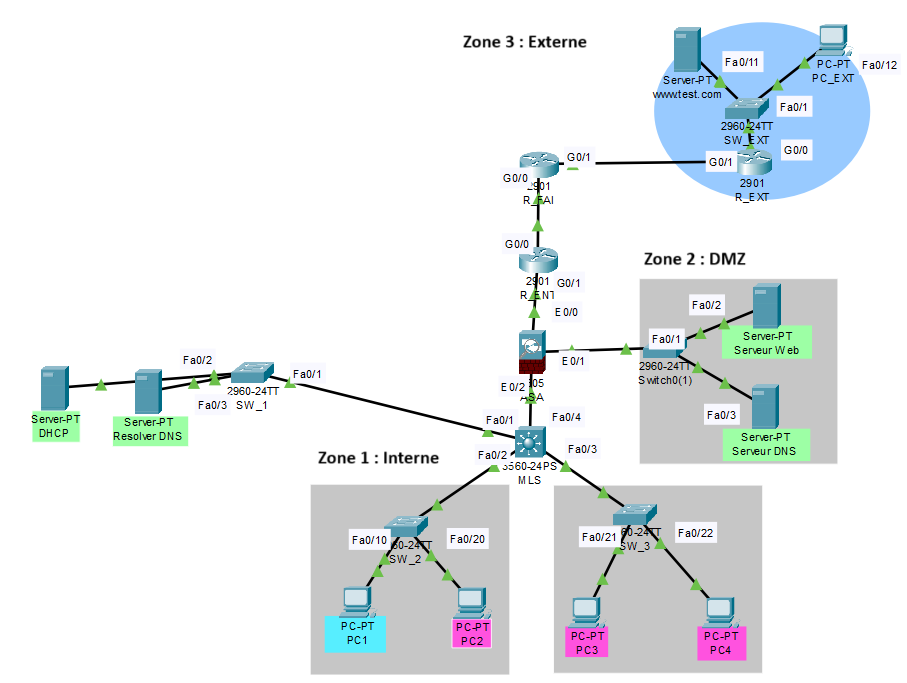 Zone 3 : Externe
Server-PT
www.test.com
Fa0/11
PC-PT
PC_EXT
Fa0/12
Fa0/1
2960-24TT
SW_EXT
G0/0
G0/1
2901
R_EXT
G0/1
G0/0
2901
R_FAI
G0/0
2901
R_ENT
G0/1
E0/0
Zone 2 : DMZ
Fa0/2
Server-PT
Serveur Web
Fa0/1
2960-24TT
Switch0(1)
Fa0/3
Server-PT
Serveur DNS
E0/1
ASA
E0/2
Fa0/2
Fa0/1
2960-24TT
SW_1
Fa0/3
Server-PT
DHCP
Server-PT
Resolver DNS
Fa0/1
Fa0/4
Fa0/2
Fa0/3
3560-24PS
MLS
Zone 1 : Interne
Fa0/10
Fa0/20
60-24TT
SW_2
PC-PT
PC1
PC-PT
PC2
Fa0/21
Fa0/22
60-24TT
SW_3
PC-PT
PC3
PC-PT
PC4